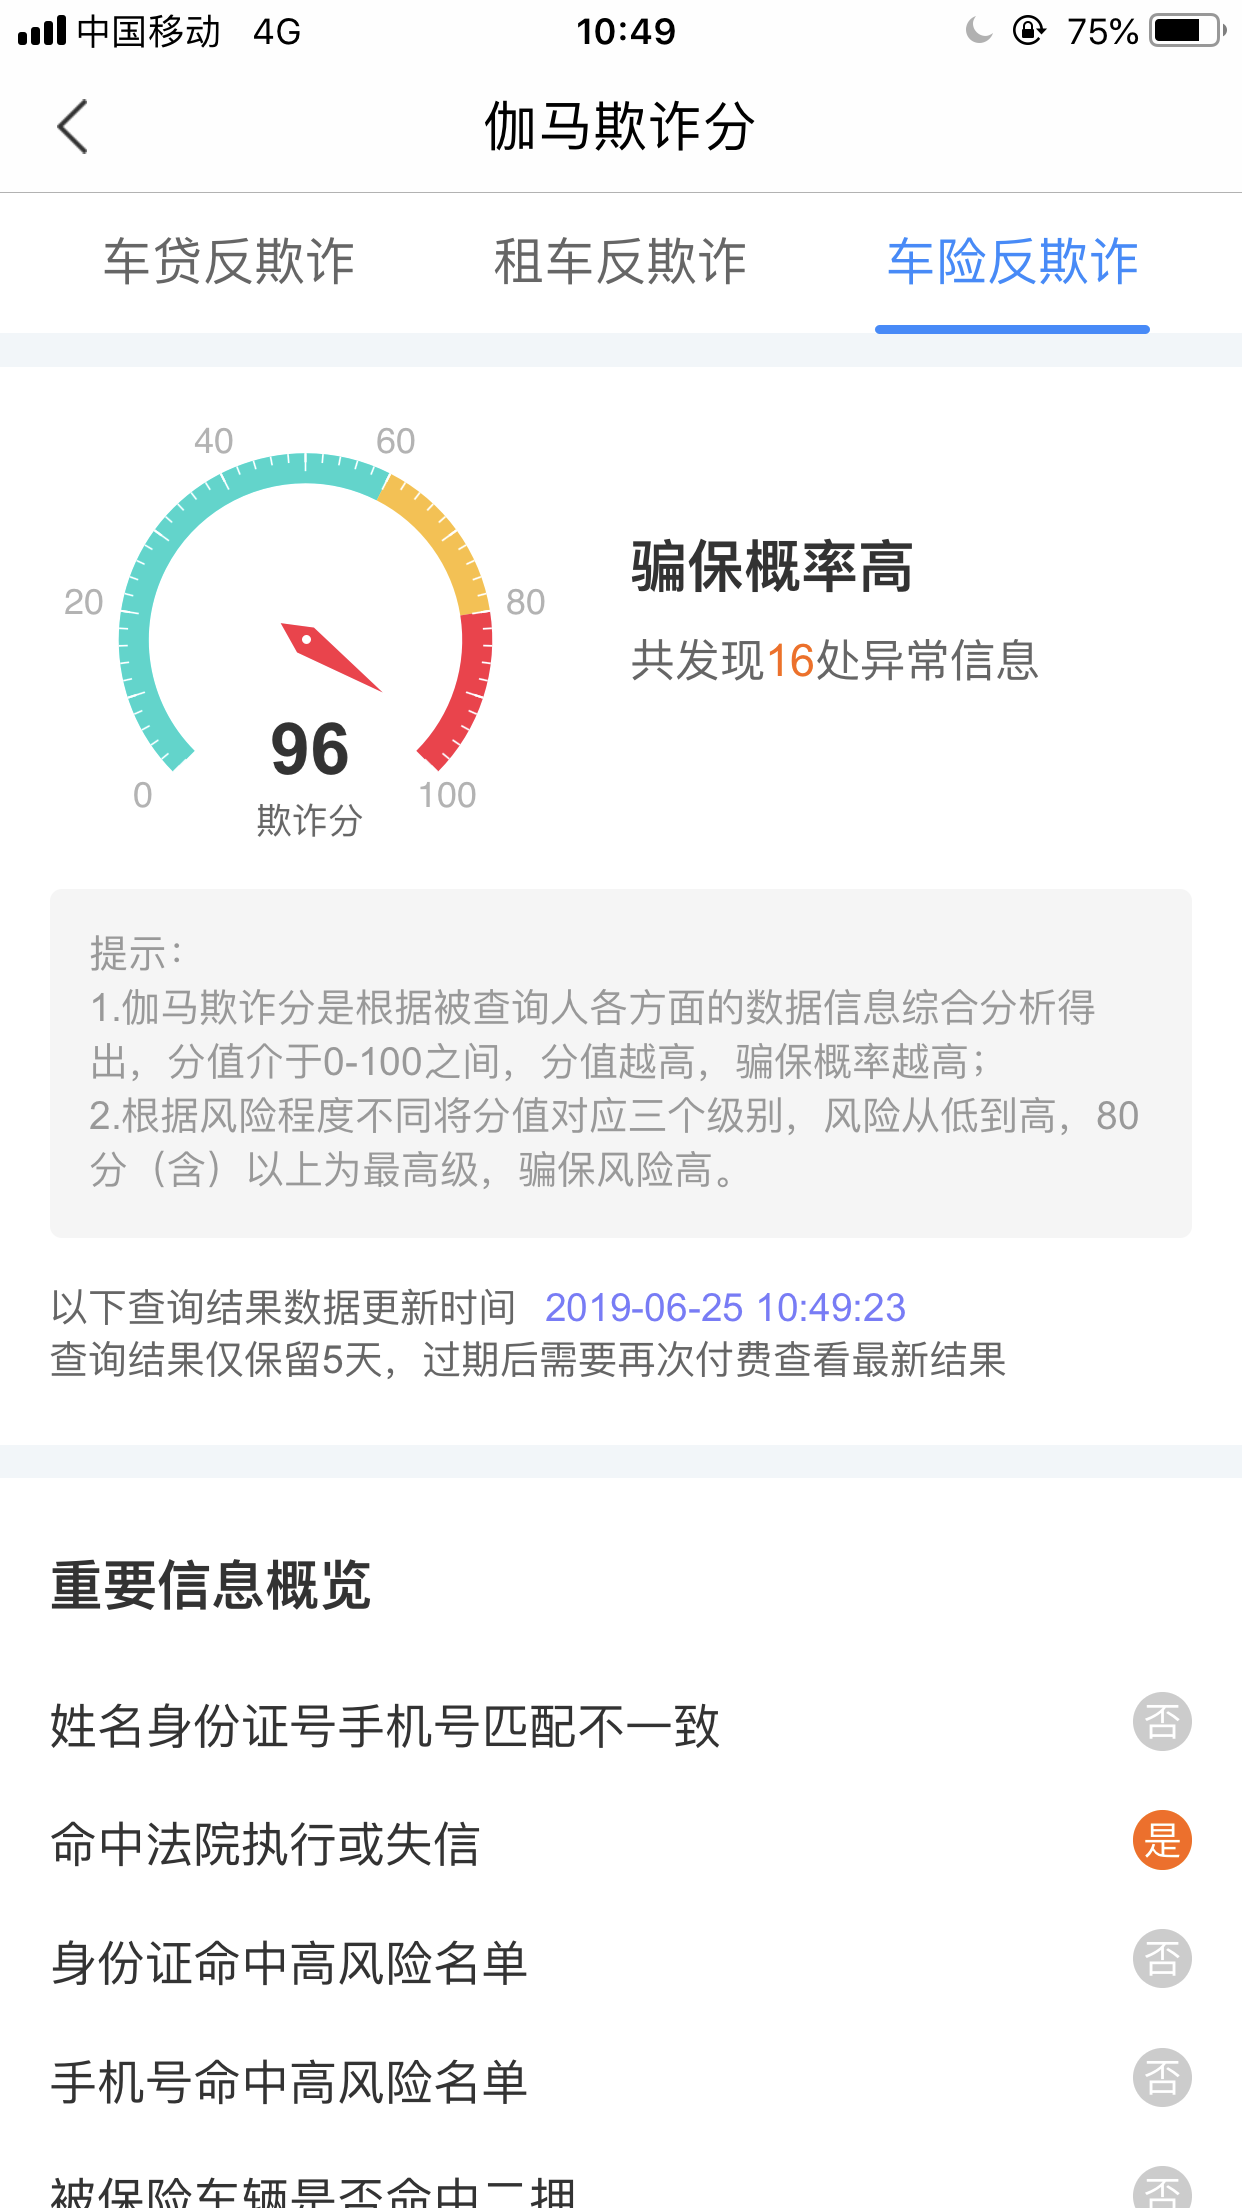 中国移动 4G 10:49 75%
伽马欺诈分
车贷反欺诈 租车反欺诈 车险反欺诈
40 60
20 80
0 100
96
欺诈分
骗保概率高
共发现16处异常信息
提示：
1.伽马欺诈分是根据被查询人各方面的数据信息综合分析得
出，分值介于0-100之间，分值越高，骗保概率越高；
2.根据风险程度不同将分值对应三个级别，风险从低到高，80
分（含）以上为最高级，骗保风险高。
以下查询结果数据更新时间 2019-06-25 10:49:23
查询结果仅保留5天，过期后需要再次付费查看最新结果
重要信息概览
姓名身份证号手机号匹配不一致 否
命中法院执行或失信 是
身份证命中高风险名单 否
手机号命中高风险名单 否
被保险车辆是否命中二押 否